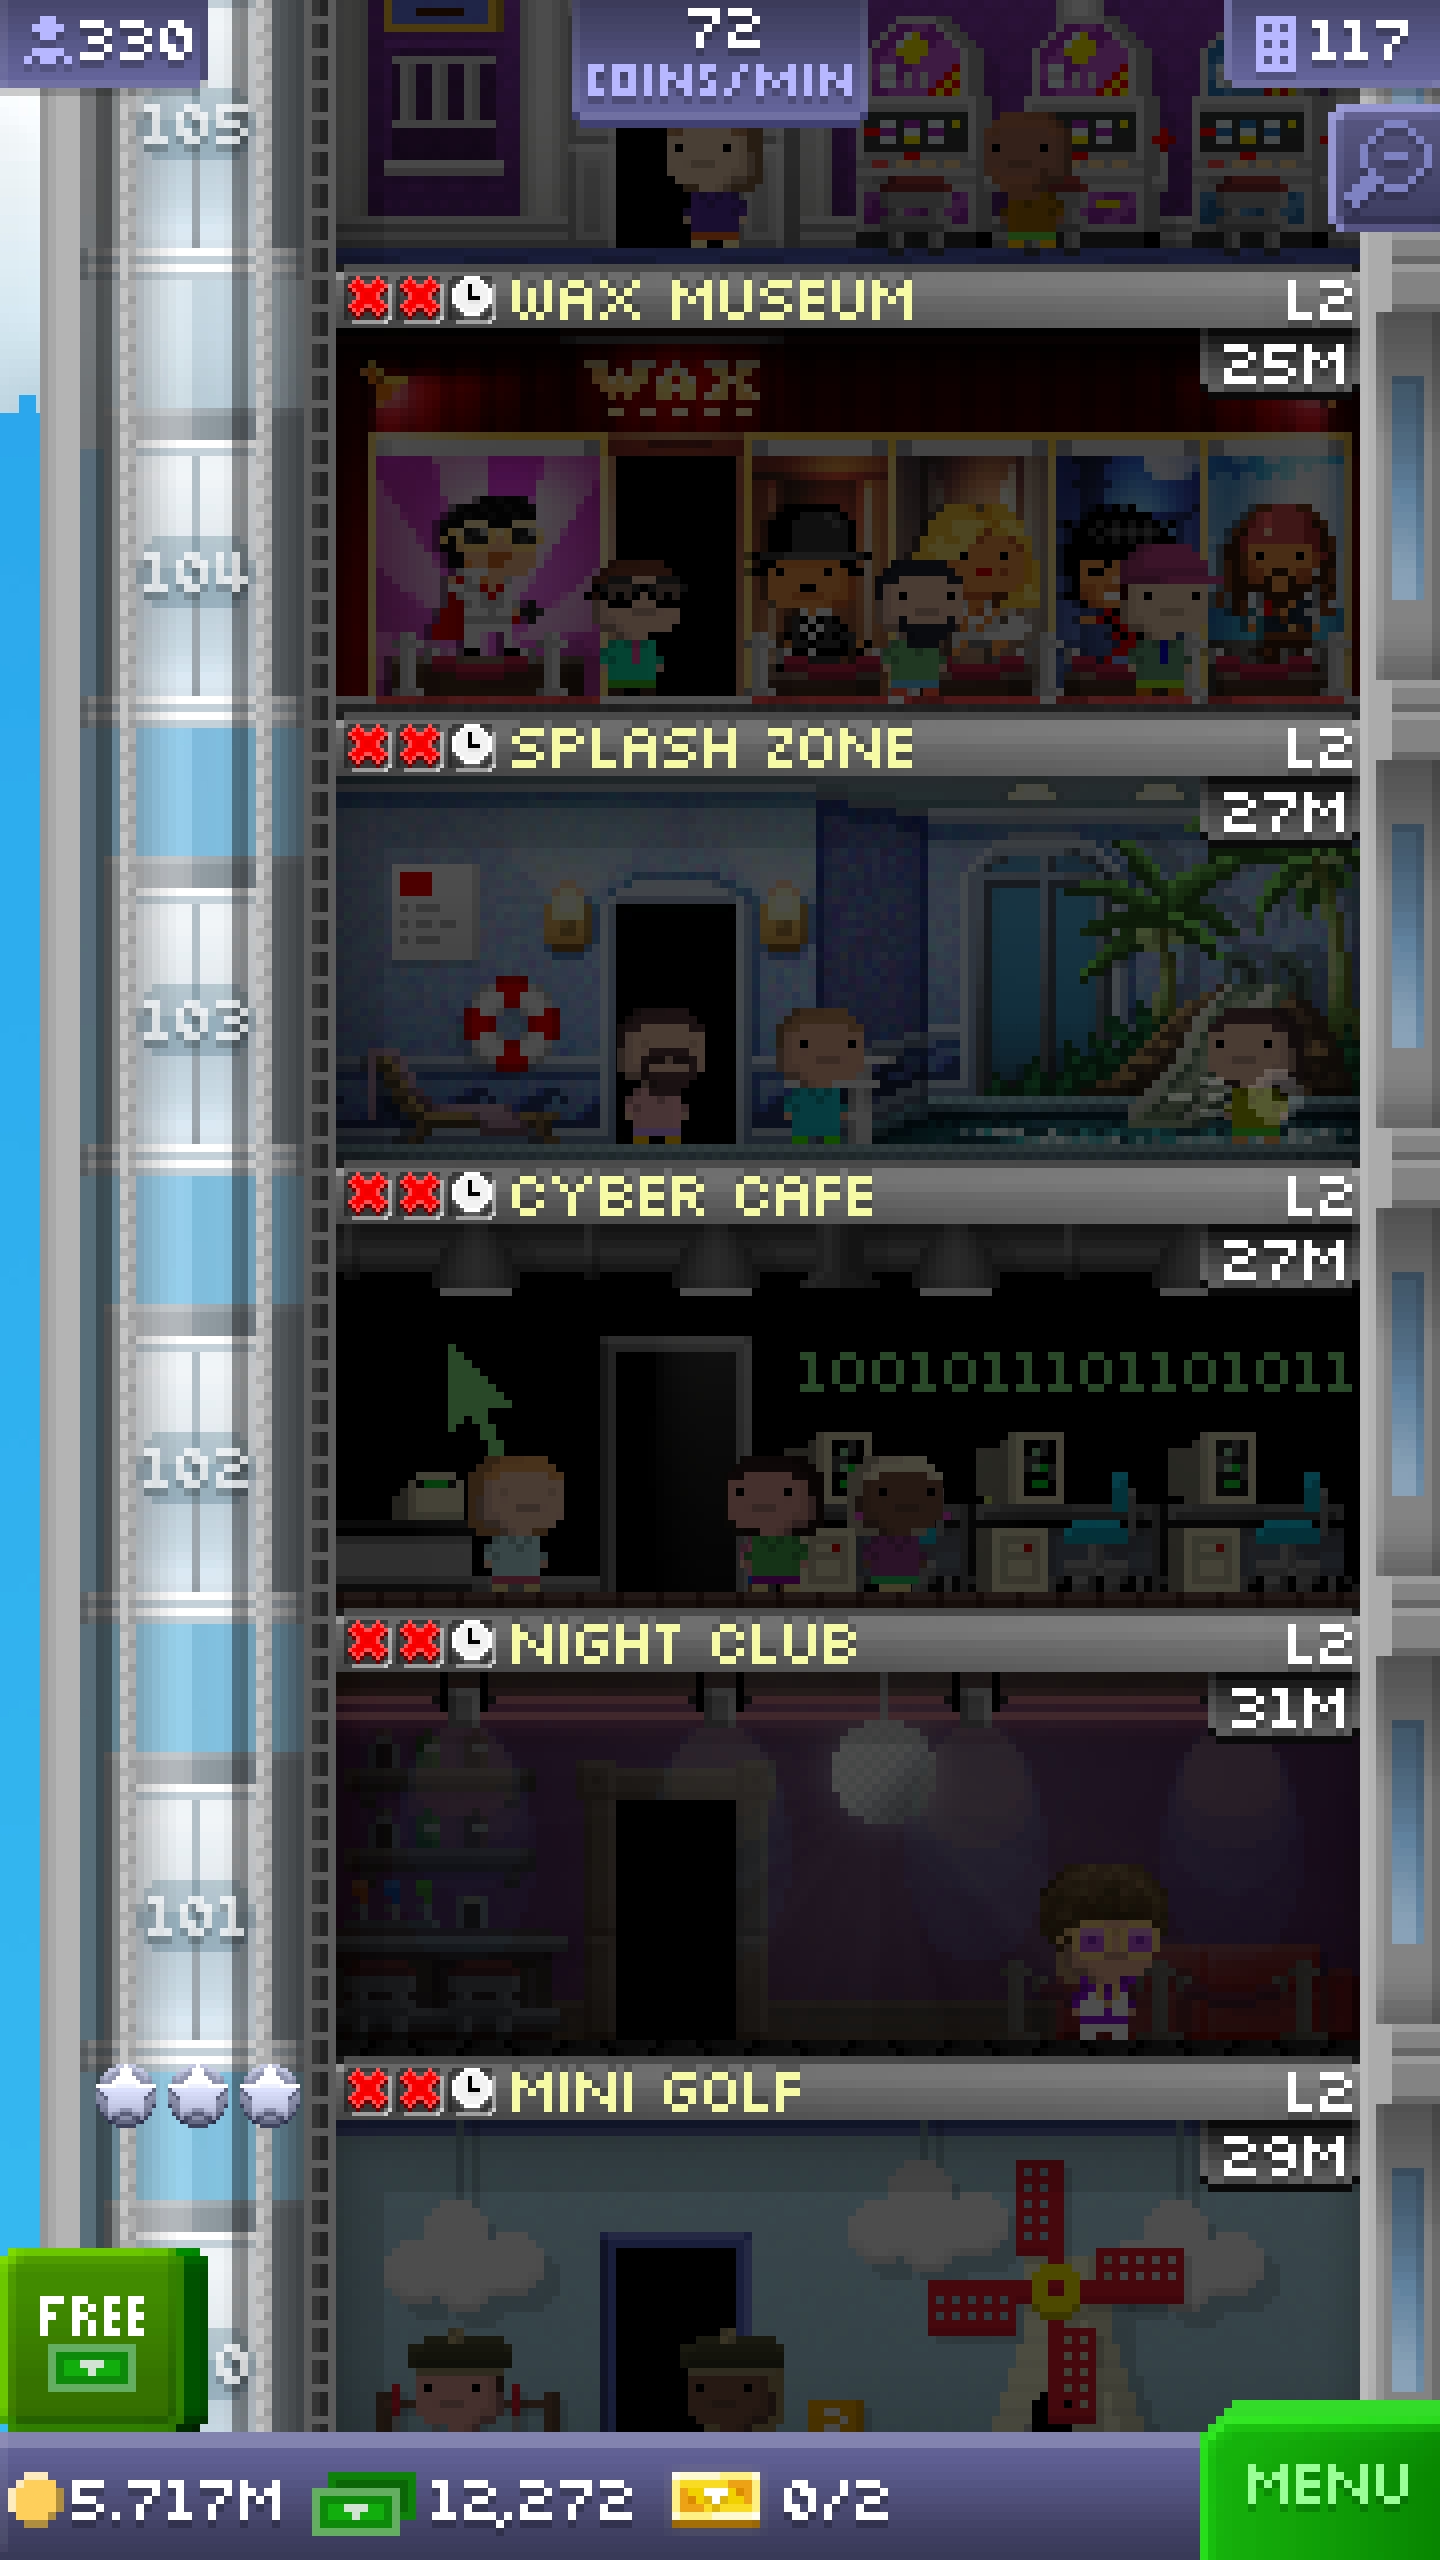 330
72
COINS/MIN
117
105
WAX MUSEUM L2
25M
WAX
104
SPLASH ZONE L2
27M
103
CYBER CAFE L2
27M
1001011101101011
102
NIGHT CLUB L2
31M
101
MINI GOLF L2
29M
FREE
0
5.717M 12,272 0/2
MENU